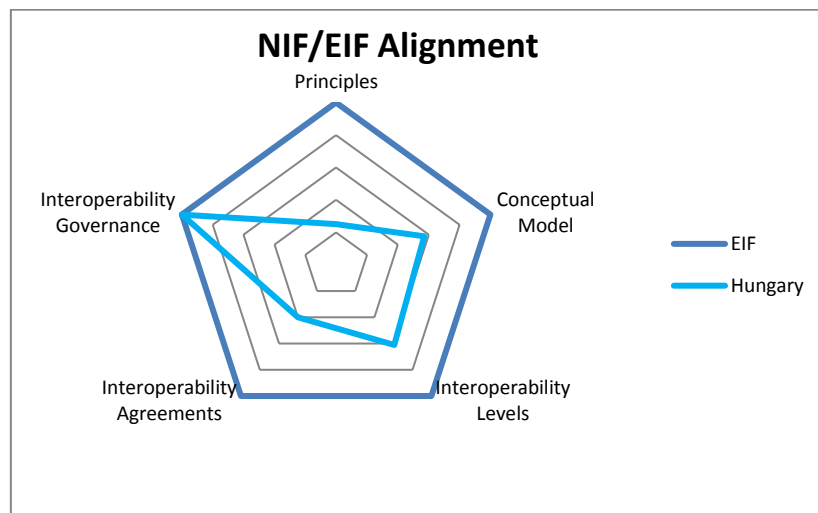 NIF/EIF Alignment
Principles
Interoperability
Governance
Conceptual
Model
EIF
Hungary
Interoperability
Agreements
Interoperability
Levels